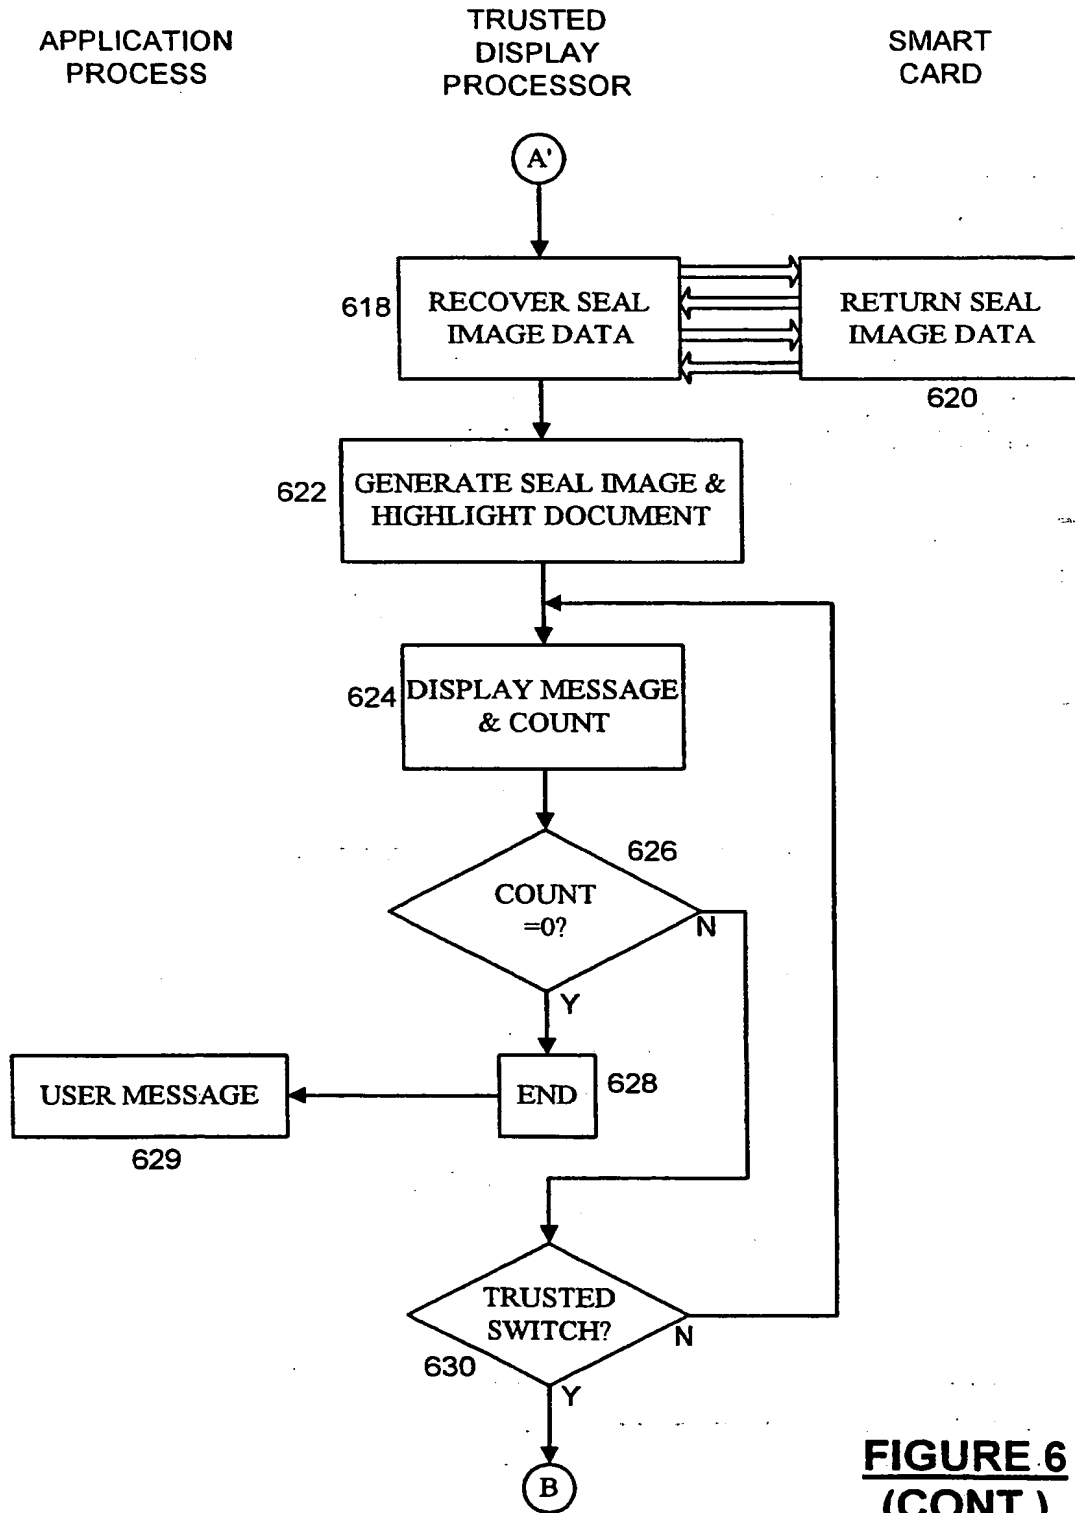 APPLICATION
PROCESS
TRUSTED
DISPLAY
PROCESSOR
SMART
CARD
A'
618
RECOVER SEAL
IMAGE DATA
RETURN SEAL
IMAGE DATA
620
622
GENERATE SEAL IMAGE &
HIGHLIGHT DOCUMENT
624
DISPLAY MESSAGE
& COUNT
626
COUNT
=0?
N
Y
USER MESSAGE
629
END
628
TRUSTED
SWITCH?
630
N
Y
B
FIGURE 6
(CONT.)